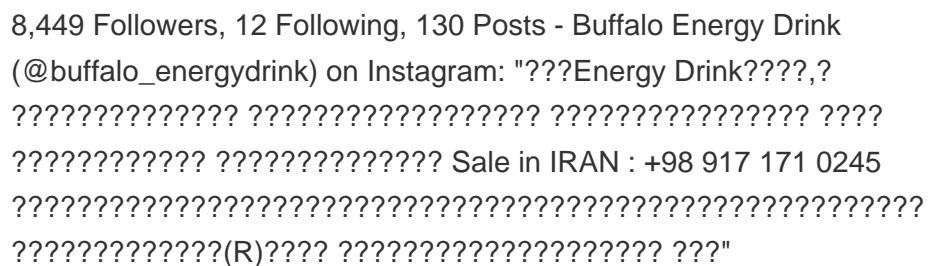 8,449 Followers, 12 Following, 130 Posts - Buffalo Energy Drink
(@buffalo_energydrink) on Instagram: "???Energy Drink????,?
?????????????? ?????????????????? ???????????????? ????
???????????? ?????????????? Sale in IRAN : +98 917 171 0245
?????????????????????????????????????????????????????????
?????????????(R)???? ???????????????????? ???"